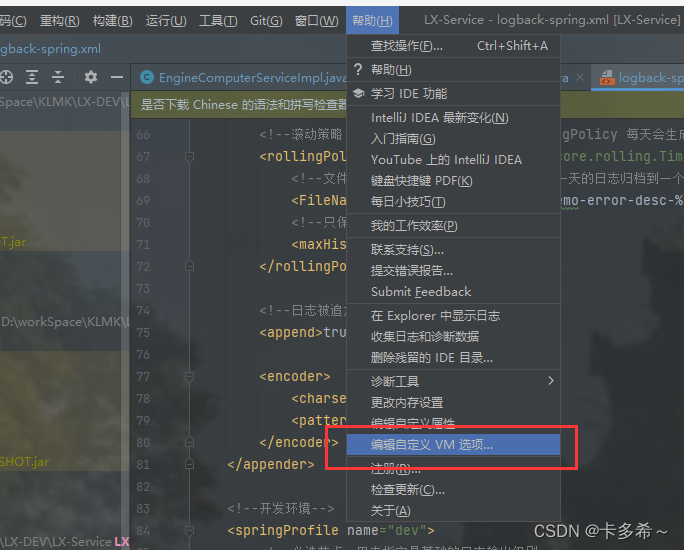 码(C) 重构(R) 构建(B) 运行(U) 工具(T) Git(G) 窗口(W) 帮助(H) LX-Service - logback-spring.xml [LX-Service]
ogback-spring.xml
EngineComputerServiceImpl.java
a
logback-sp
Space\KLMK\LX-DEV\LX
是否下载 Chinese 的语法和拼写检查器
T.jar
D:\workSpace\KLMK\L
SHOT.jar
\LX-DEV\LX-Service LX
查找操作(F)... Ctrl+Shift+A
帮助(H)
学习 IDE 功能
IntelliJ IDEA 最新变化(N)
入门指南(G)
YouTube 上的 IntelliJ IDEA
键盘快捷键 PDF(K)
每日小技巧(T)
我的工作效率(P)
联系支持(S)...
提交错误报告...
Submit Feedback
在 Explorer 中显示日志
收集日志和诊断数据
删除残留的 IDE 目录...
诊断工具
更改内存设置
编辑自定义属性
编辑自定义 VM 选项...
注册(R)...
检查更新(C)...
关于(A)
66 <!--滚动策略 gPolicy 每天会生成
67 <rollingPo core.rolling.Tim
68 <!--文件 一天的日志归档到一个
69 <FileNa emo-error-desc-%
70 <!--只保
71 <maxHis
72 </rollingPo
73
74 <!--日志被追
75 <append>tru
76
77 <encoder>
78 <charse
79 <patter
80 </encoder>
81 </appender>
82
83 <!--开发环境-->
84 <springProfile name="dev">
CSDN @卡多希～